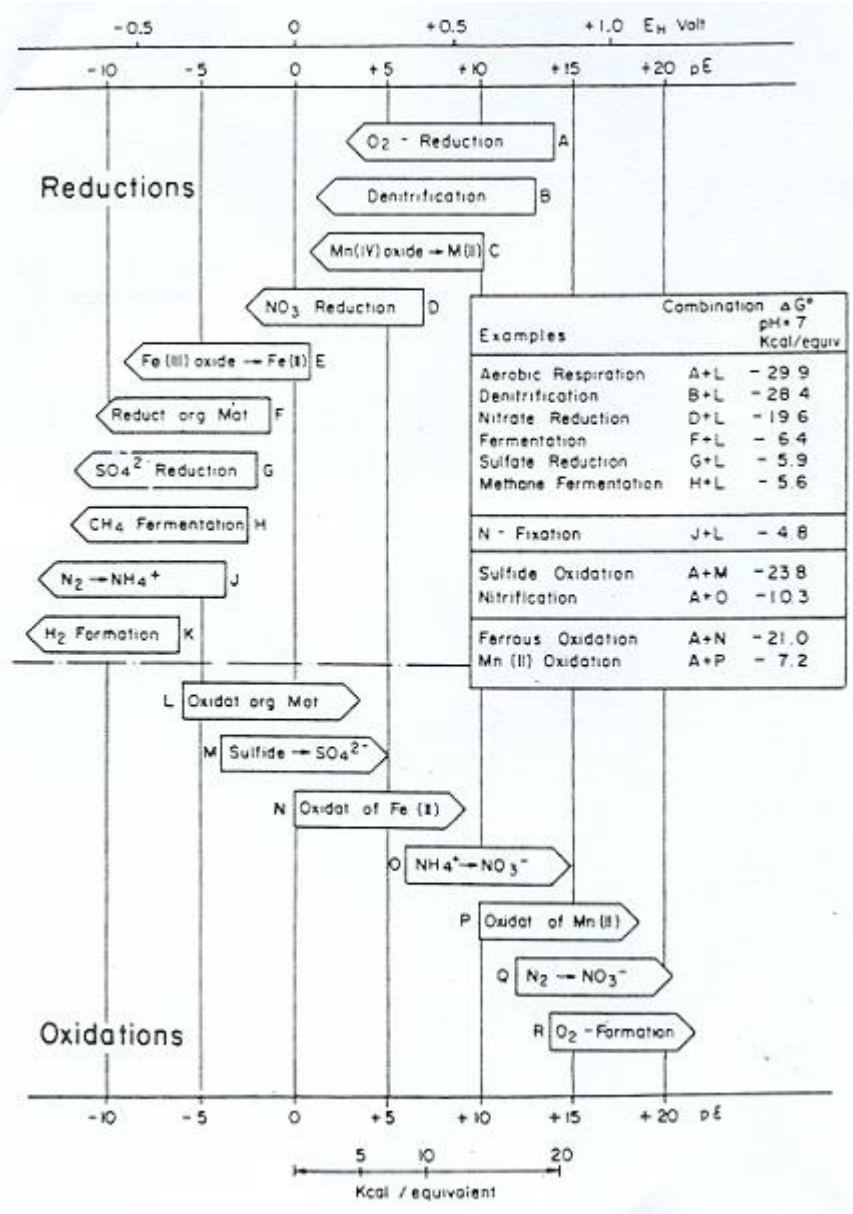 -0.5 0 +0.5 +1.0 EH Volt
-10 -5 0 +5 +10 +15 +20 pE
O2 - Reduction A
Reductions
Denitrification B
Mn(IV) oxide → M(II) C
NO3 Reduction D
Fe(III) oxide → Fe(II) E
Reduct org Mat F
SO4 2- Reduction G
CH4 Fermentation H
N2 → NH4+ J
H2 Formation K
Examples Combination ΔG°
pH = 7
Kcal/equiv
Aerobic Respiration A+L - 29 9
Denitrification B+L - 28 4
Nitrate Reduction D+L - 19 6
Fermentation F+L - 6.4
Sulfate Reduction G+L - 5.9
Methane Fermentation H+L - 5.6
N - Fixation J+L - 4.8
Sulfide Oxidation A+M - 23 8
Nitrification A+O - 10.3
Ferrous Oxidation A+N - 21.0
Mn (II) Oxidation A+P - 7.2
L Oxidat org Mat
M Sulfide → SO4 2-
N Oxidat of Fe (II)
O NH4+ → NO3-
P Oxidat of Mn(II)
Q N2 → NO3-
Oxidations
R O2 - Formation
-10 -5 0 +5 +10 +15 +20 pE
5 10 20
Kcal / equivalent